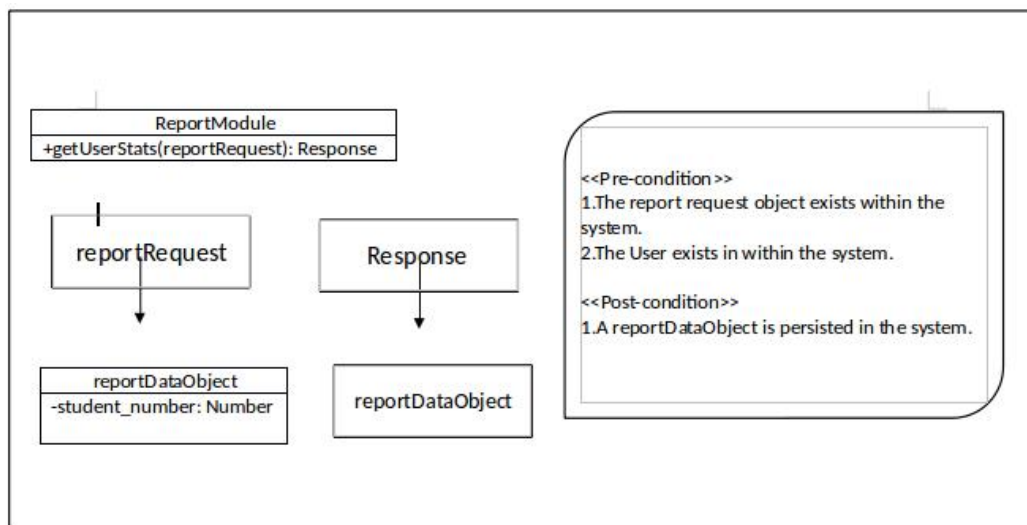 ReportModule
+getUserStats(reportRequest): Response
reportRequest
Response
reportDataObject
-student_number: Number
reportDataObject
<<Pre-condition>>
1.The report request object exists within the
system.
2.The User exists in within the system.
<<Post-condition>>
1.A reportDataObject is persisted in the system.